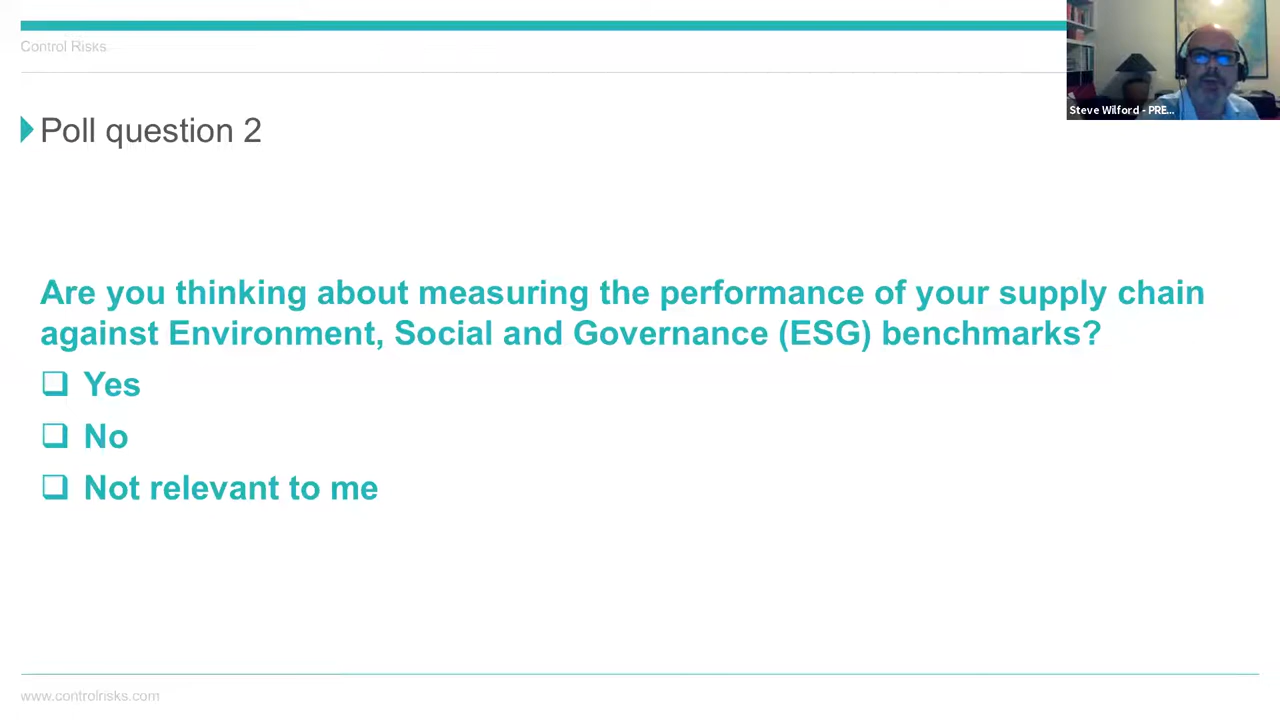 Control Risks
Steve Wilford - PRE...
Poll question 2
Are you thinking about measuring the performance of your supply chain
against Environment, Social and Governance (ESG) benchmarks?
Yes
No
Not relevant to me
www.controlrisks.com